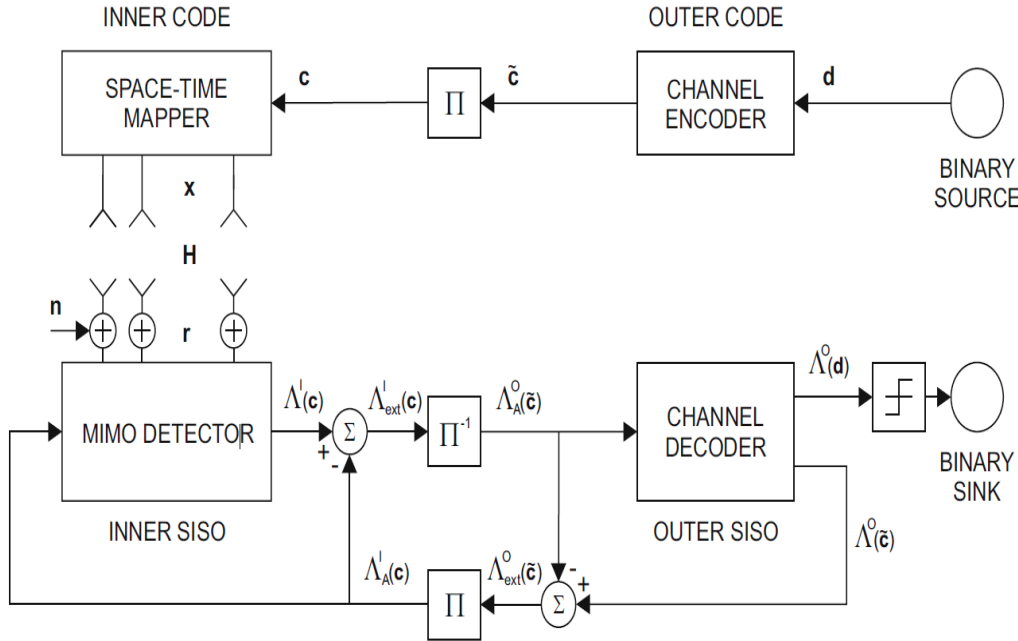 INNER CODE
OUTER CODE
SPACE-TIME
MAPPER
c
Π
c̃
CHANNEL
ENCODER
d
BINARY
SOURCE
x
H
n
r
MIMO DETECTOR
INNER SISO
Λ^I(c)
+
-
Σ
Λ^I_ext(c)
Π^-1
Λ^O_A(c̃)
CHANNEL
DECODER
OUTER SISO
Λ^O(d)
BINARY
SINK
Λ^O(c̃)
Λ^I_A(c)
Π
Λ^O_ext(c̃)
-
+
Σ